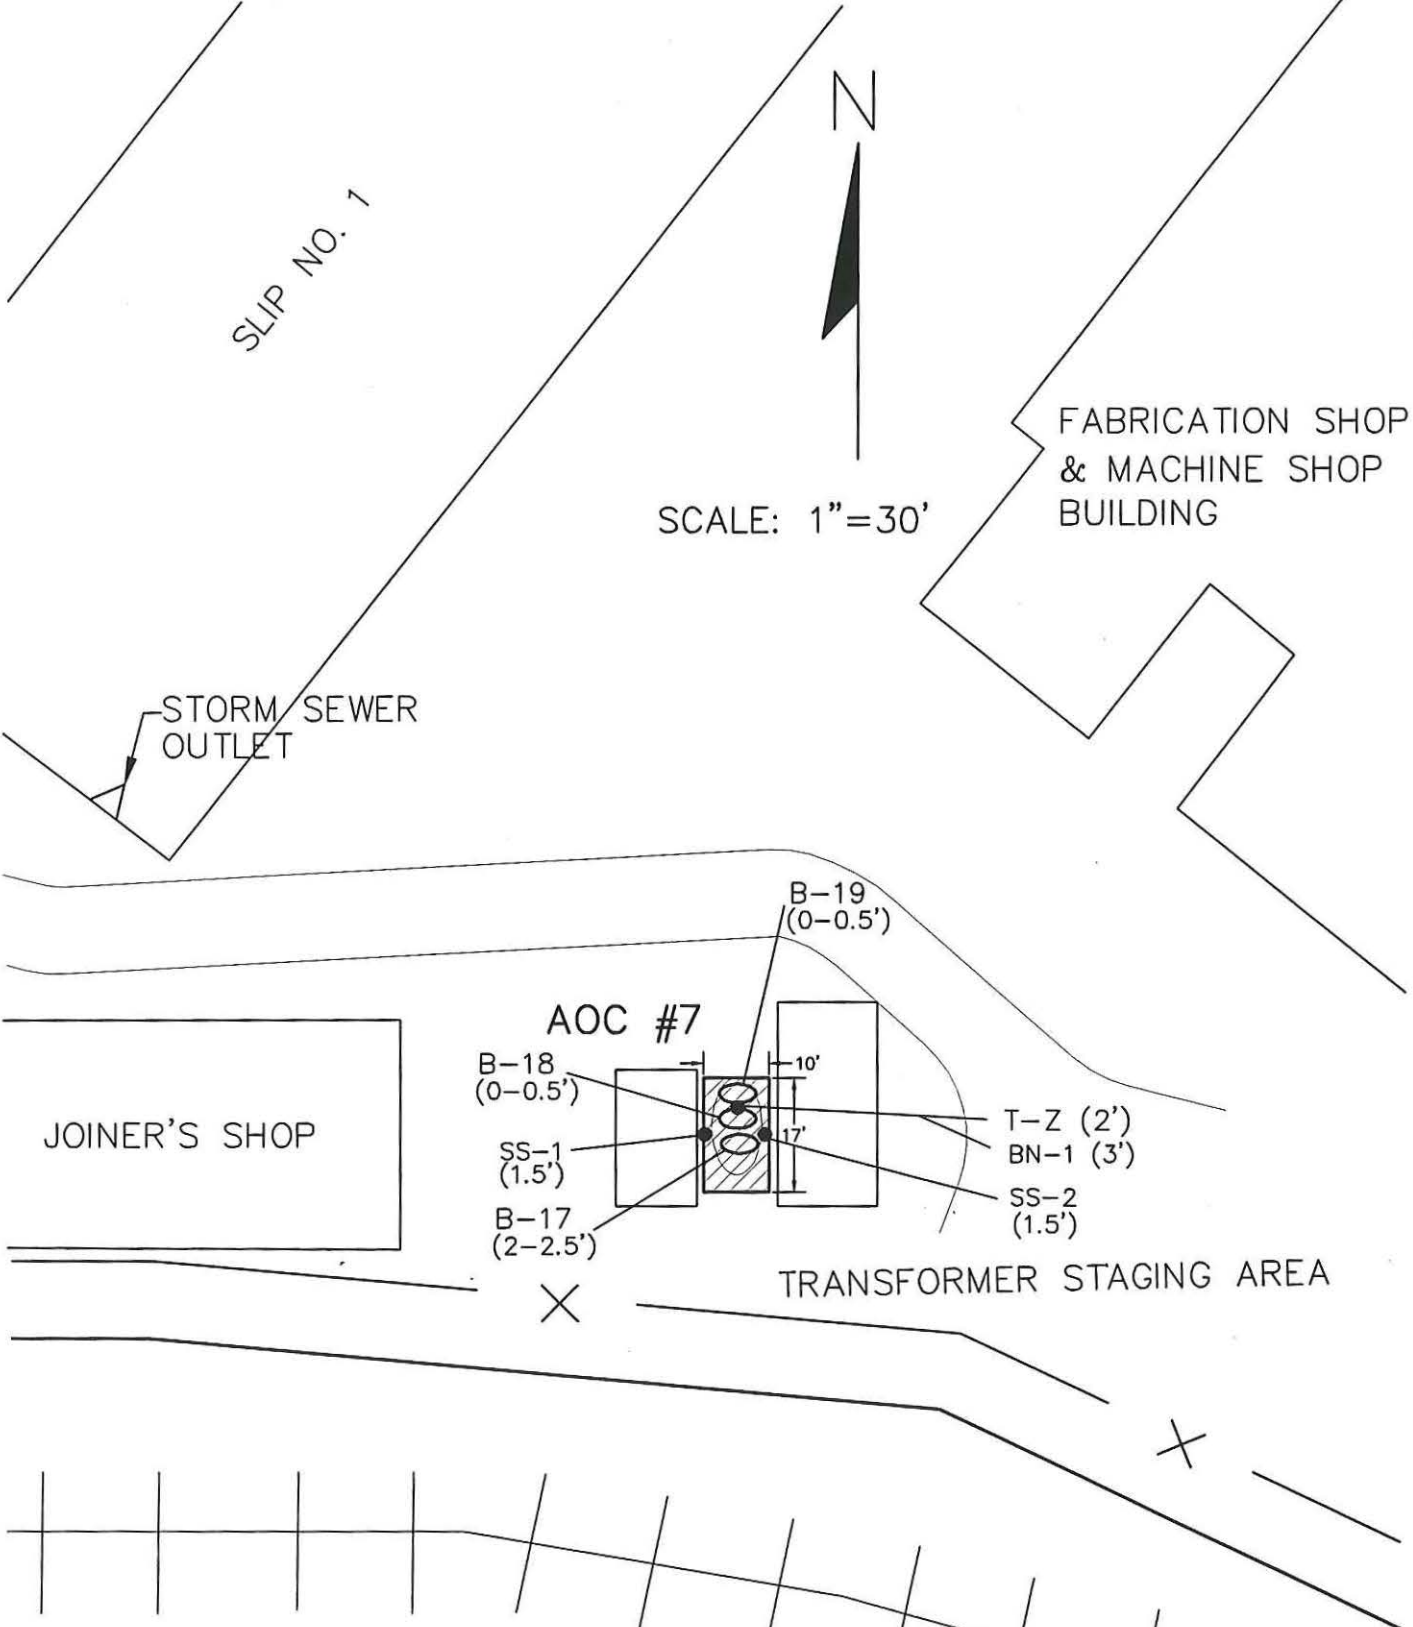 N
SLIP NO. 1
FABRICATION SHOP
& MACHINE SHOP
BUILDING
SCALE: 1"=30'
STORM SEWER
OUTLET
B-19
(0-0.5')
AOC #7
10'
B-18
(0-0.5')
JOINER'S SHOP
17'
T-Z (2')
BN-1 (3')
SS-1
(1.5')
SS-2
(1.5')
B-17
(2-2.5')
TRANSFORMER STAGING AREA